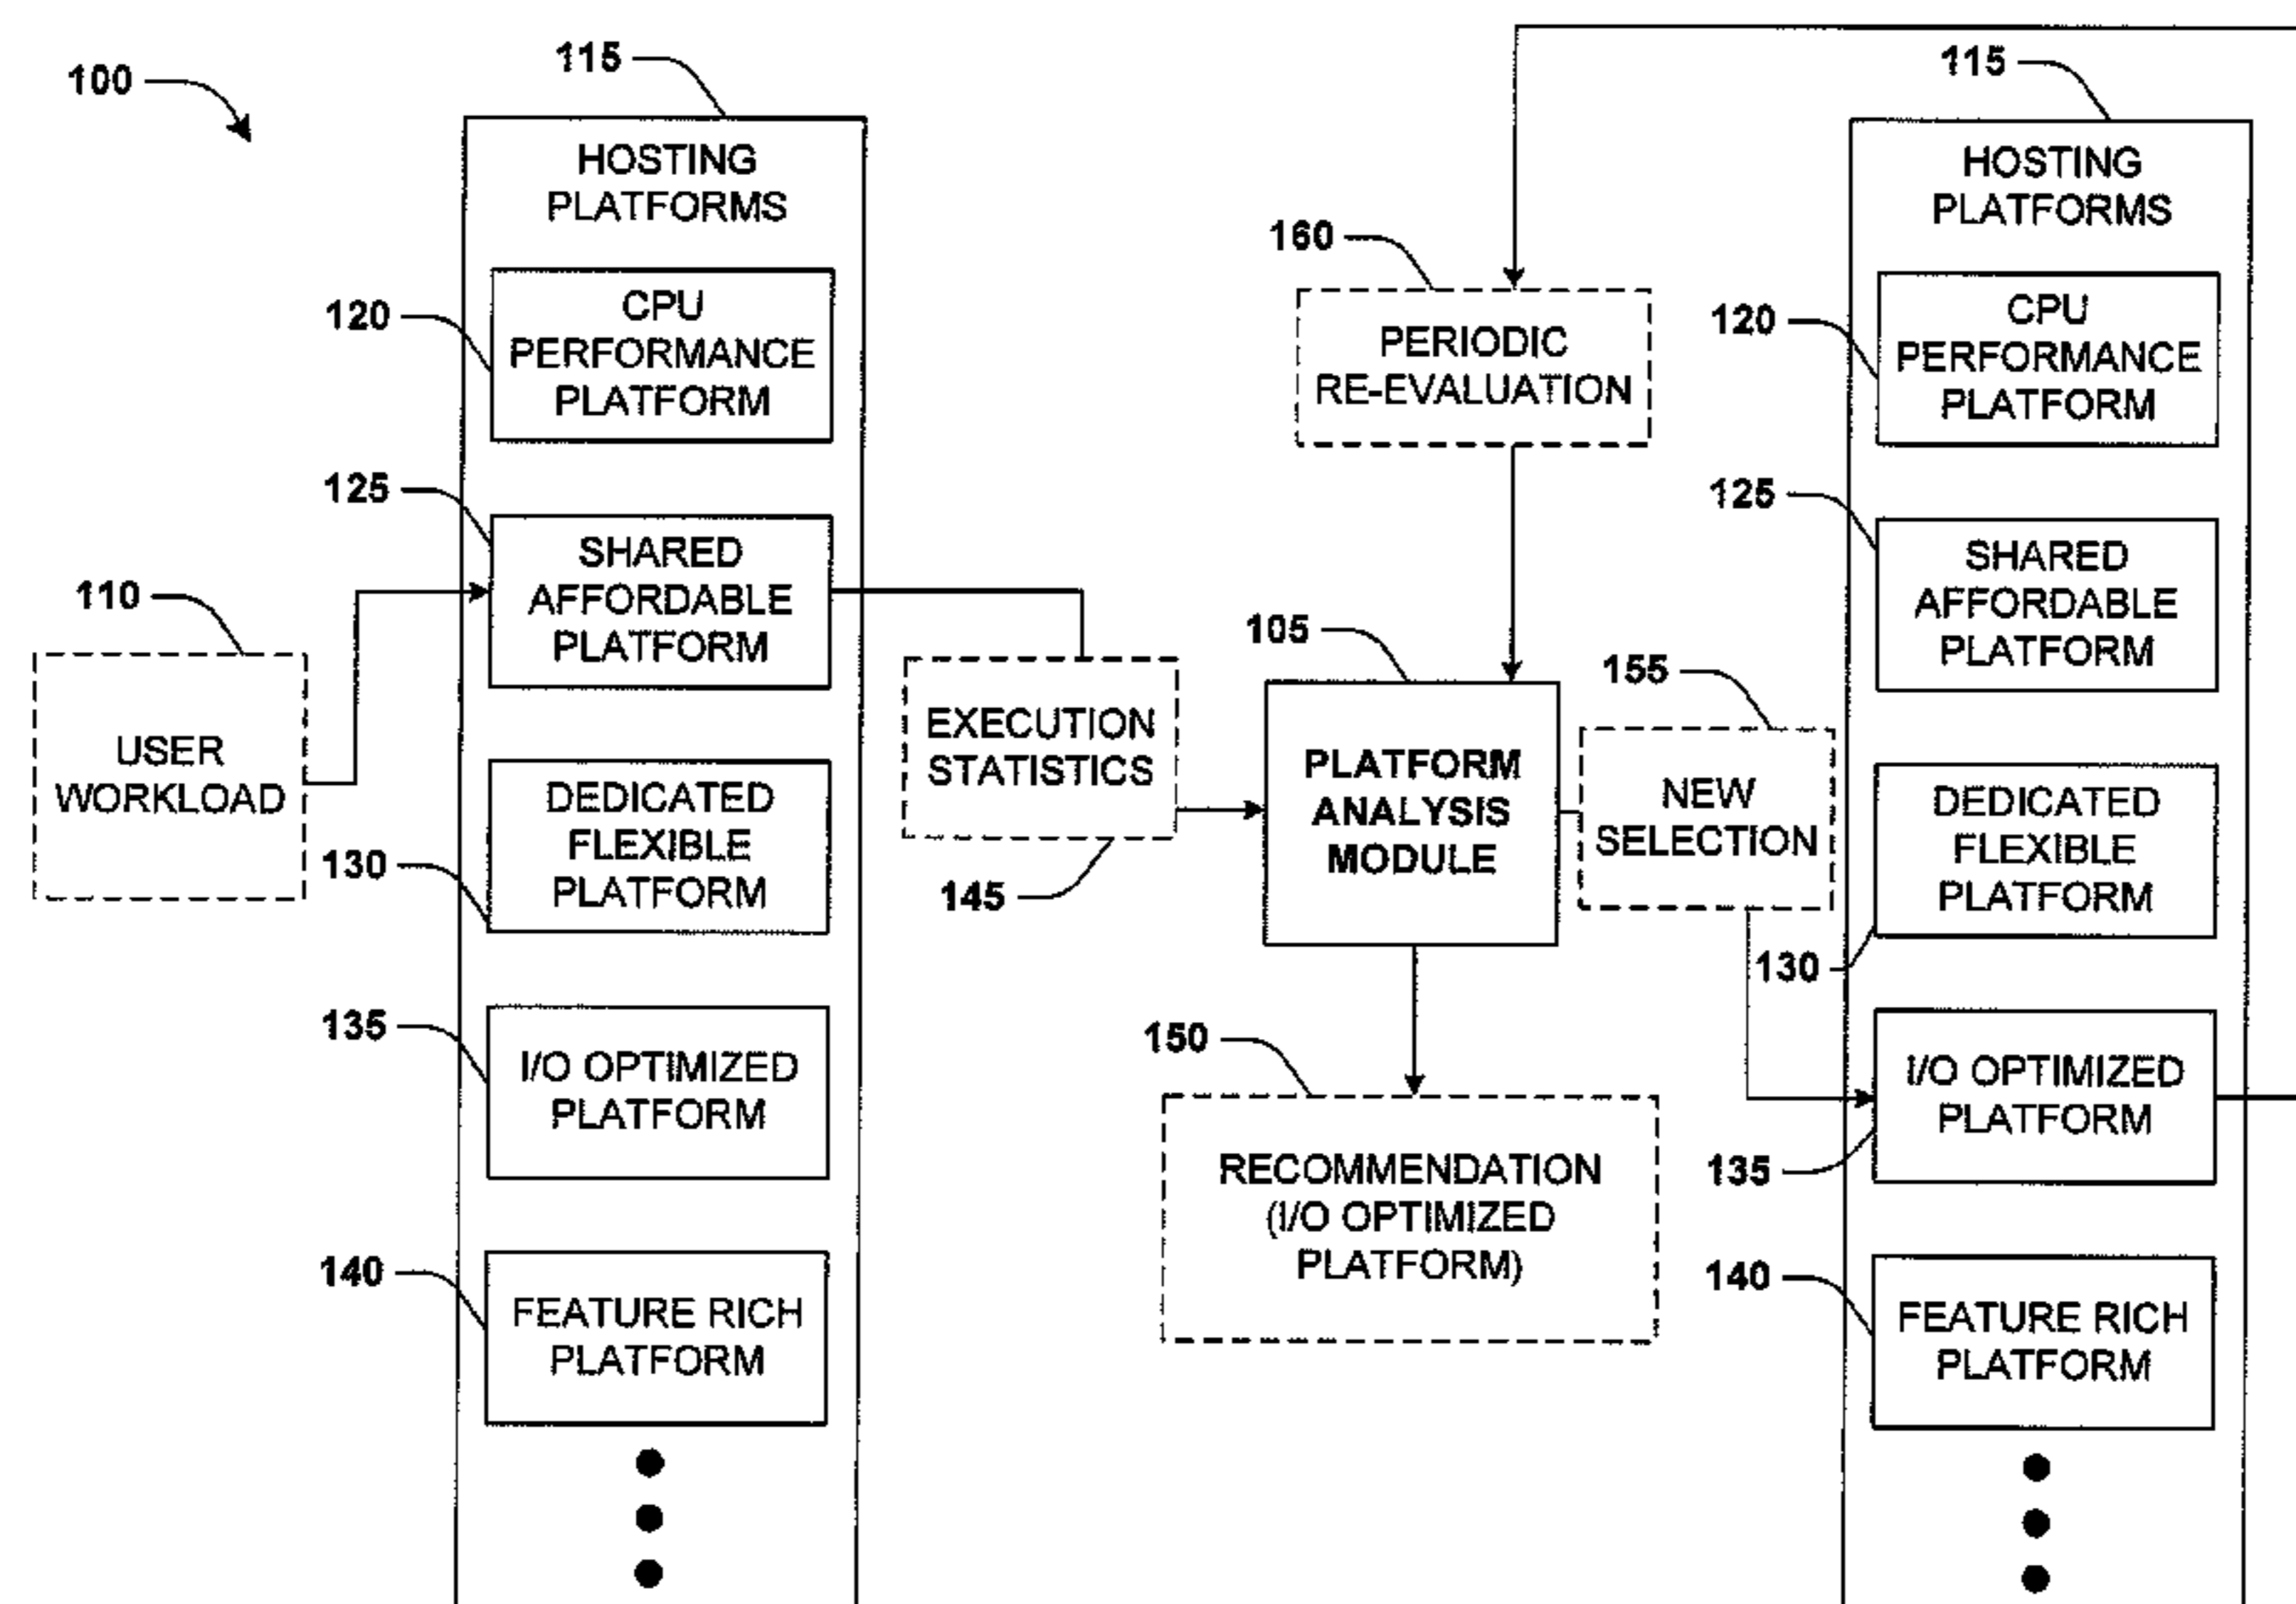 100
115
HOSTING
PLATFORMS
120
CPU
PERFORMANCE
PLATFORM
125
SHARED
AFFORDABLE
PLATFORM
110
USER
WORKLOAD
130
DEDICATED
FLEXIBLE
PLATFORM
135
I/O OPTIMIZED
PLATFORM
140
FEATURE RICH
PLATFORM
EXECUTION
STATISTICS
145
160
PERIODIC
RE-EVALUATION
105
PLATFORM
ANALYSIS
MODULE
155
NEW
SELECTION
150
RECOMMENDATION
(I/O OPTIMIZED
PLATFORM)
115
HOSTING
PLATFORMS
120
CPU
PERFORMANCE
PLATFORM
125
SHARED
AFFORDABLE
PLATFORM
130
DEDICATED
FLEXIBLE
PLATFORM
135
I/O OPTIMIZED
PLATFORM
140
FEATURE RICH
PLATFORM